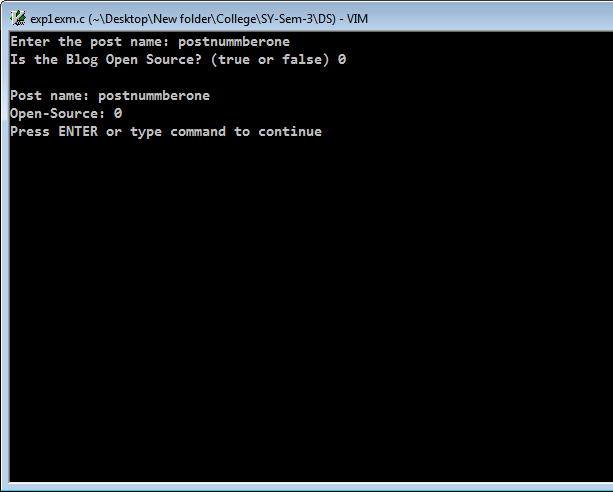 exp1exm.c (~\Desktop\New folder\College\SY-Sem-3\DS) - VIM
Enter the post name: postnummberone
Is the Blog Open Source? (true or false) 0
Post name: postnummberone
Open-Source: 0
Press ENTER or type command to continue